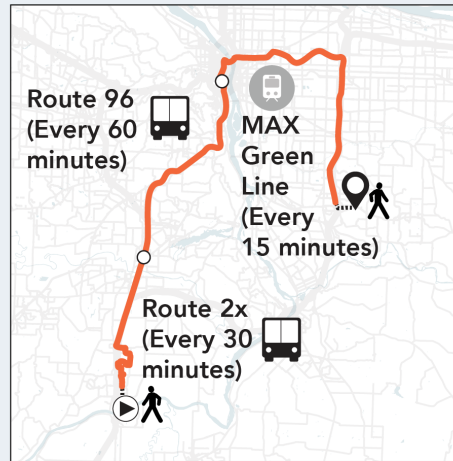 Route 96
(Every 60
minutes)
MAX
Green
Line
(Every
15 minutes)
Route 2x
(Every 30
minutes)